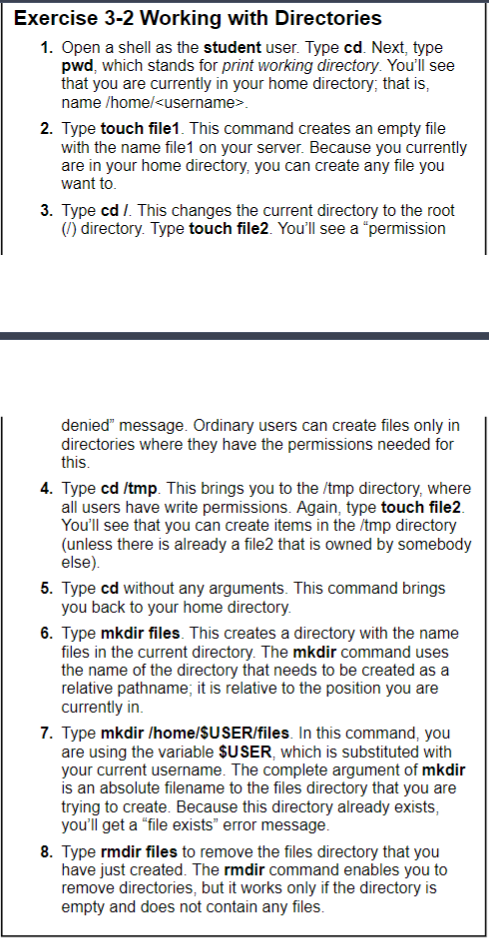 Exercise 3-2 Working with Directories
1. Open a shell as the student user. Type cd. Next, type
pwd, which stands for print working directory. You'll see
that you are currently in your home directory; that is,
name /home/<username>.
2. Type touch file1. This command creates an empty file
with the name file1 on your server. Because you currently
are in your home directory, you can create any file you
want to.
3. Type cd /. This changes the current directory to the root
(/) directory. Type touch file2. You'll see a “permission
denied” message. Ordinary users can create files only in
directories where they have the permissions needed for
this.
4. Type cd /tmp. This brings you to the /tmp directory, where
all users have write permissions. Again, type touch file2.
You'll see that you can create items in the /tmp directory
(unless there is already a file2 that is owned by somebody
else).
5. Type cd without any arguments. This command brings
you back to your home directory.
6. Type mkdir files. This creates a directory with the name
files in the current directory. The mkdir command uses
the name of the directory that needs to be created as a
relative pathname; it is relative to the position you are
currently in.
7. Type mkdir /home/$USER/files. In this command, you
are using the variable $USER, which is substituted with
your current username. The complete argument of mkdir
is an absolute filename to the files directory that you are
trying to create. Because this directory already exists,
you'll get a “file exists” error message.
8. Type rmdir files to remove the files directory that you
have just created. The rmdir command enables you to
remove directories, but it works only if the directory is
empty and does not contain any files.